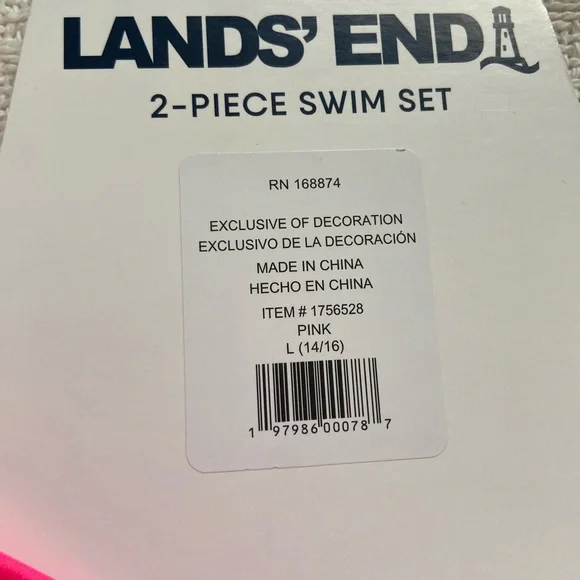 LANDS' END
2-PIECE SWIM SET
RN 168874
EXCLUSIVE OF DECORATION
EXCLUSIVO DE LA DECORACIÓN
MADE IN CHINA
HECHO EN CHINA
ITEM # 1756528
PINK
L (14/16)
1 97986 00078 7